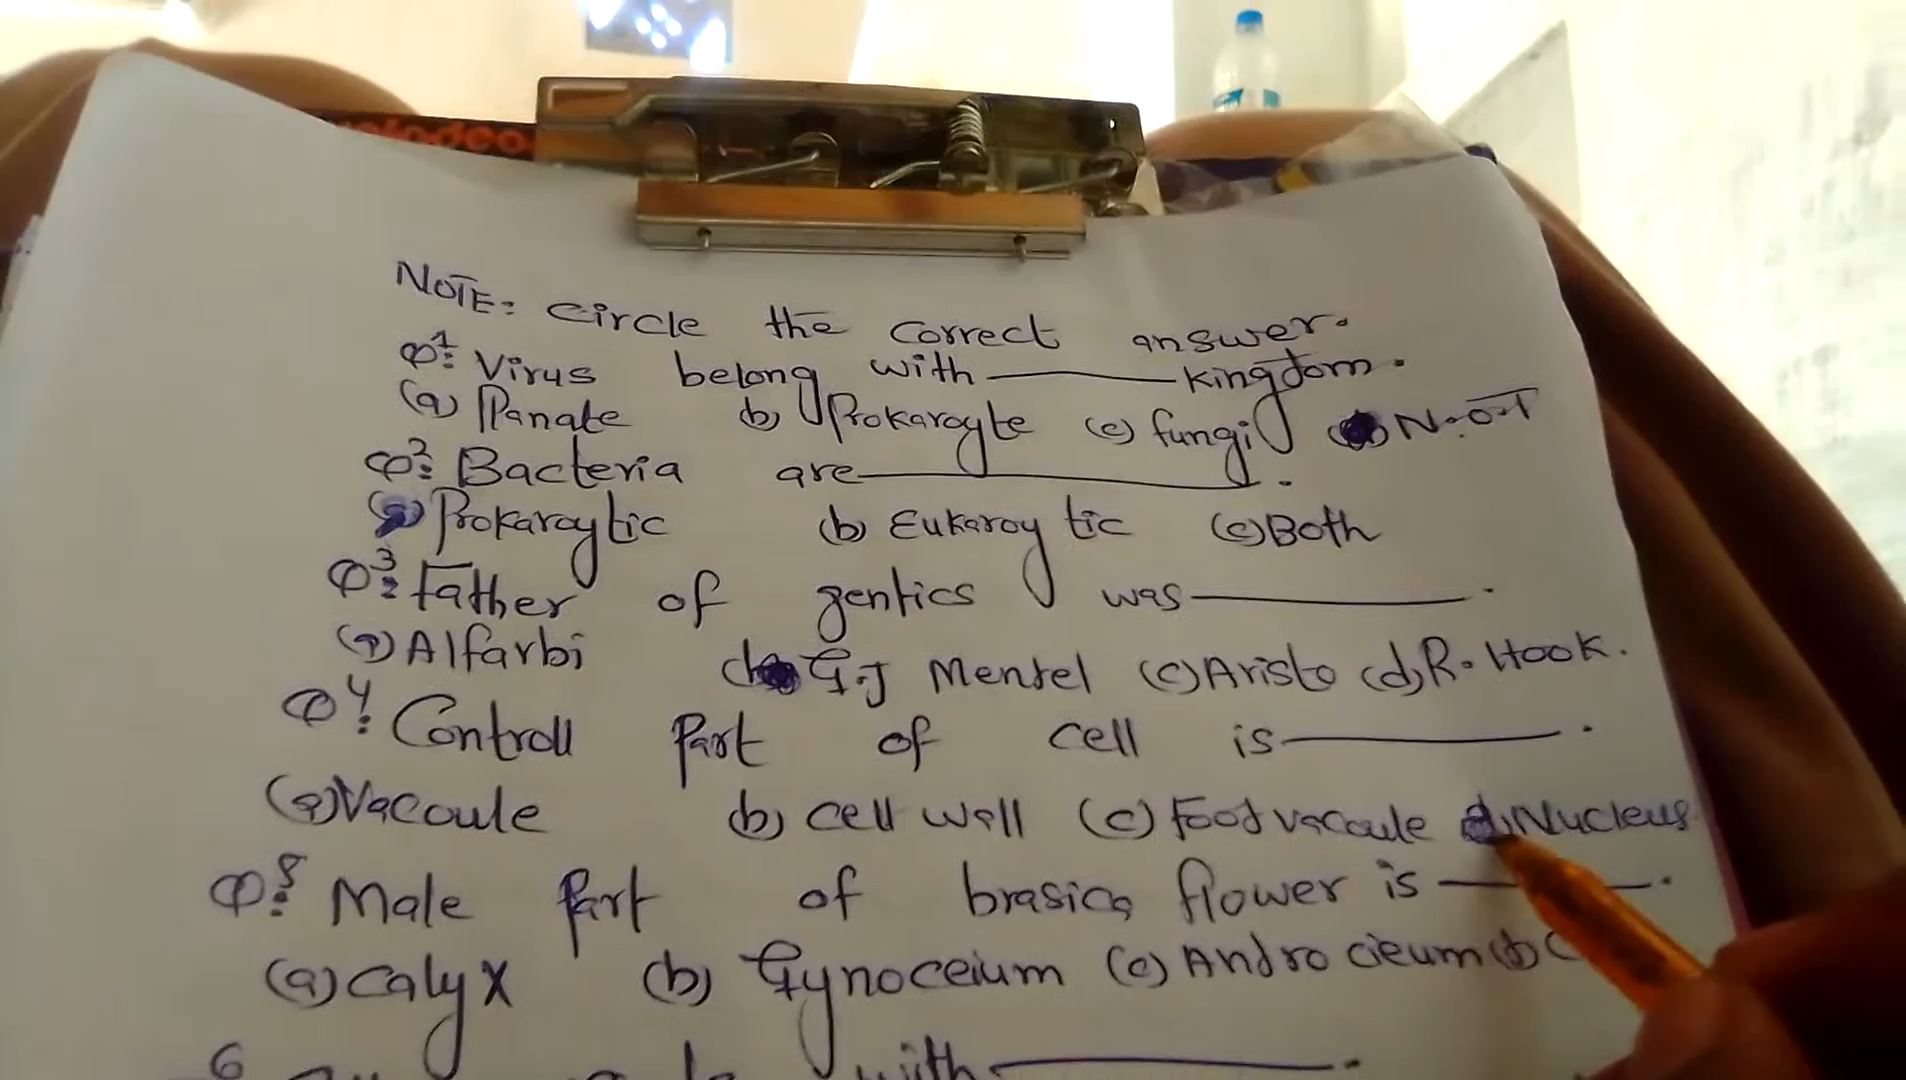 NOTE: Circle the correct answer.
Q1: Virus belong with ______ kingdom.
(a) Planate b) Prokaroyte (c) fungi (d) N.O.T
Q2: Bacteria are ______.
(a) Prokaroytic (b) Eukaroytic (c) Both
Q3: Father of gentics was ______.
(a) Alfarbi (b) G.J Mendel (c) Aristo (d) R. Hook.
Q4: Controll Part of cell is ______.
(a) Vacoule (b) cell wall (c) Food vacoule (d) Nucleus
Q5: Male Part of brasica flower is ______.
(a) Calyx (b) Gynoceium (c) Androcieum (d) C
6 with ______.